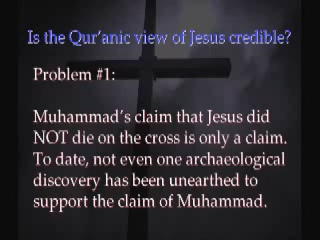 Is the Qur'anic view of Jesus credible?
Problem #1:
Muhammad's claim that Jesus did
NOT die on the cross is only a claim.
To date, not even one archaeological
discovery has been unearthed to
support the claim of Muhammad.